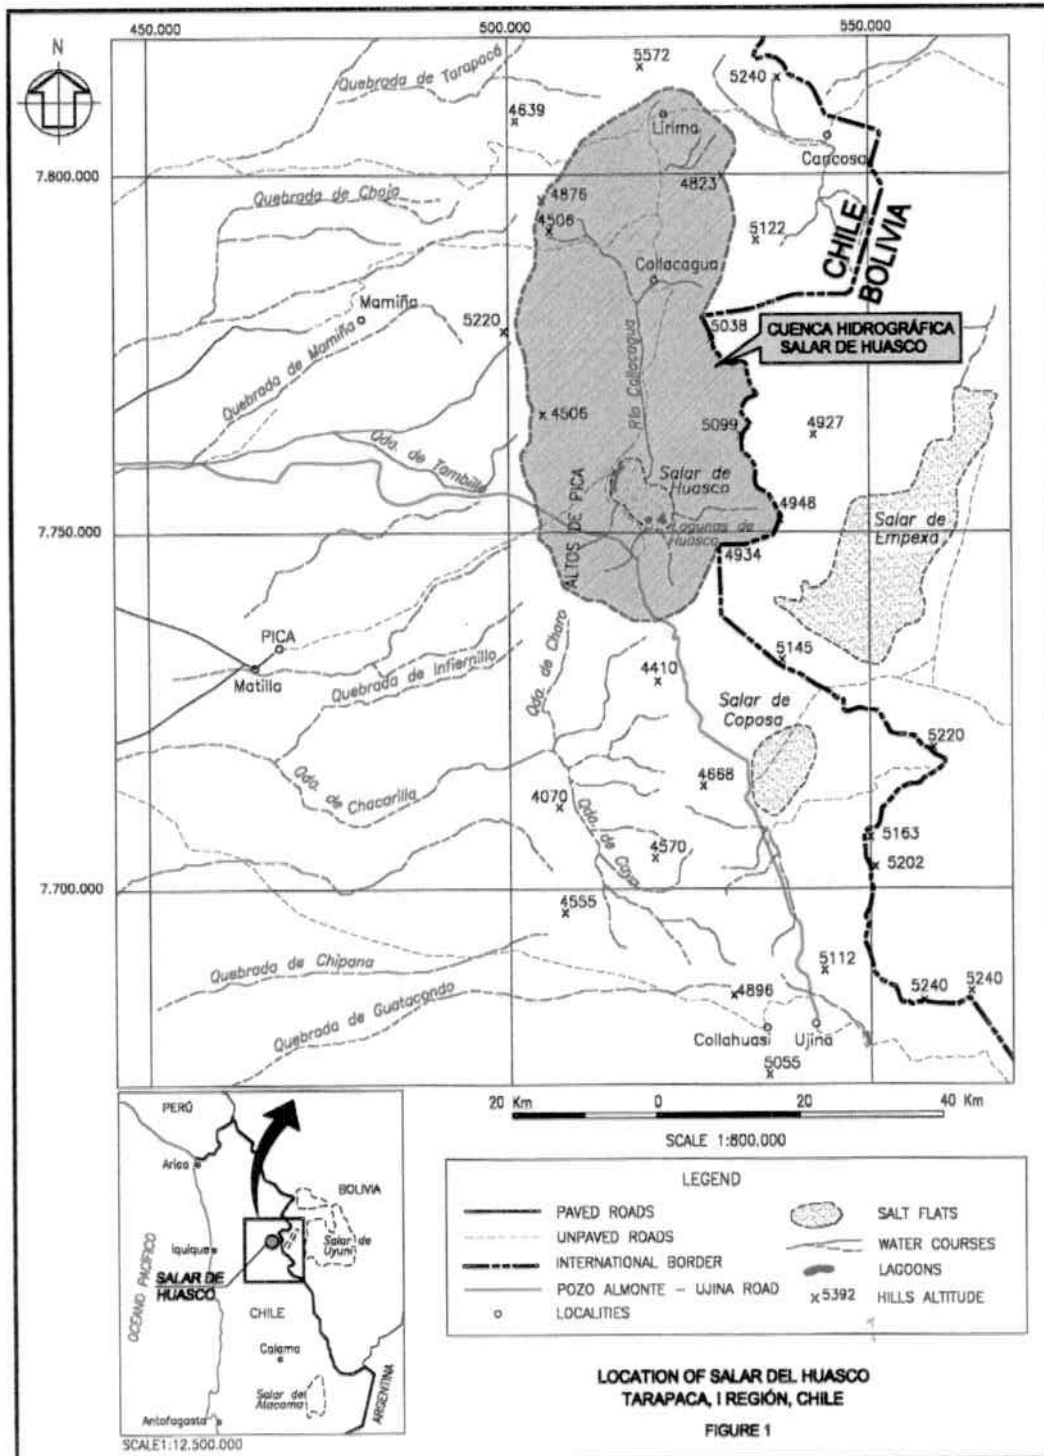 450.000
500.000
550.000
N
5572
5240
Quebrada de Tarapacá
4639
Lirima
Cancosa
7.800.000
4823
Quebrada de Chaja
4876
4506
5122
CHILE
BOLIVIA
Collacagua
Mamiña
5220
5038
Quebrada de Mamiña
CUENCA HIDROGRÁFICA
SALAR DE HUASCO
Río Collacagua
4506
5099
4927
Qda. de Tambillo
Salar de
Huasco
4948
ALTOS DE PICA
Salar de
Empexa
7.750.000
Lagunas de
Huasco
4934
PICA
Matilla
Qda. de Charo
5145
Quebrada de Infiernillo
4410
Salar de
Coposa
5220
Qda. de Chacarilla
4668
4070
Qda. de Caya
4570
5163
5202
7.700.000
4555
Quebrada de Chipana
5112
Quebrada de Guatacondo
4896
5240
5240
Collahuasi
Ujina
5055
20 Km
0
20
40 Km
SCALE 1:800.000
PERÚ
Arica
BOLIVIA
Salar de
Uyuni
Iquique
OCEANO PACÍFICO
SALAR DE
HUASCO
CHILE
Calama
Salar de
Atacama
ARGENTINA
Antofagasta
SCALE1:12.500.000
LEGEND
PAVED ROADS
UNPAVED ROADS
INTERNATIONAL BORDER
POZO ALMONTE - UJINA ROAD
LOCALITIES
SALT FLATS
WATER COURSES
LAGOONS
x5392 HILLS ALTITUDE
LOCATION OF SALAR DEL HUASCO
TARAPACA, I REGIÓN, CHILE
FIGURE 1